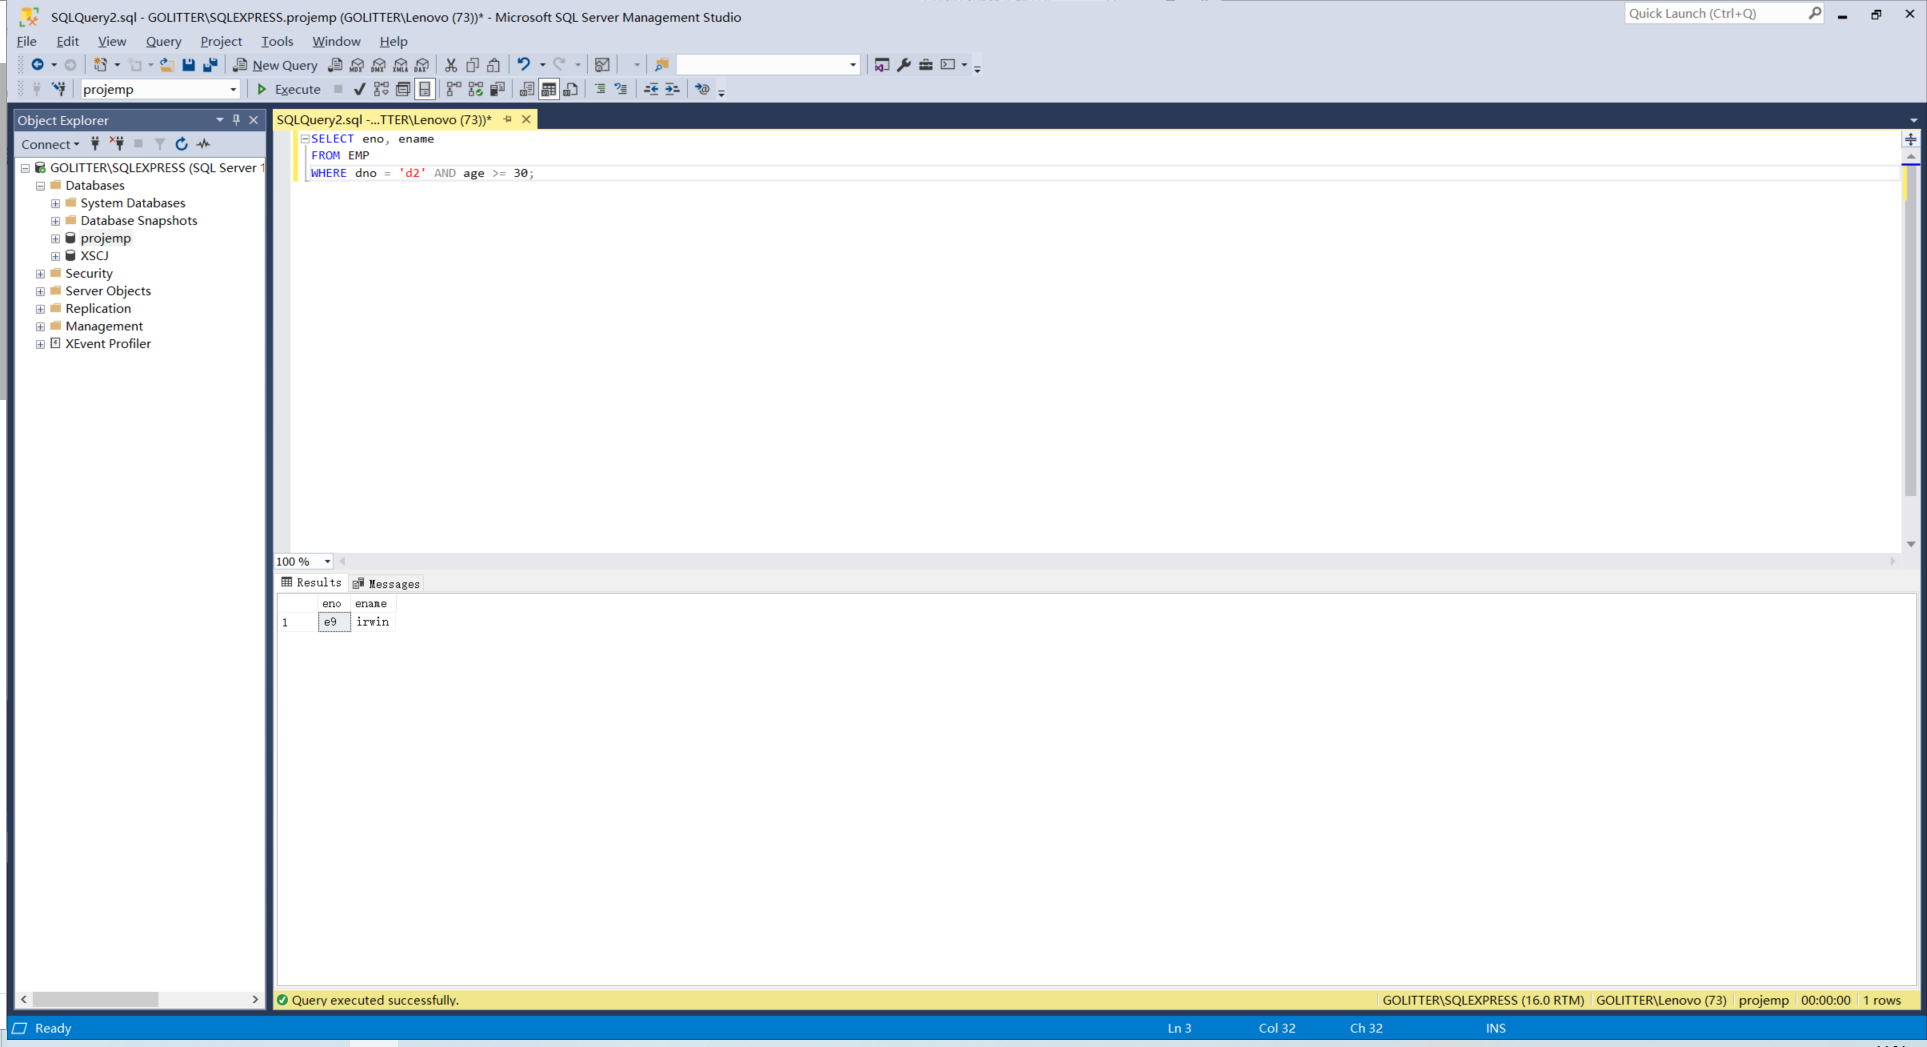 SQLQuery2.sql - GOLITTER\SQLEXPRESS.projemp (GOLITTER\Lenovo (73))* - Microsoft SQL Server Management Studio
Quick Launch (Ctrl+Q)
File Edit View Query Project Tools Window Help
New Query MDX DMX XMLA DAX
projemp Execute
Object Explorer
SQLQuery2.sql -...TTER\Lenovo (73))*
Connect
GOLITTER\SQLEXPRESS (SQL Server 1
Databases
System Databases
Database Snapshots
projemp
XSCJ
Security
Server Objects
Replication
Management
XEvent Profiler
SELECT eno, ename
FROM EMP
WHERE dno = 'd2' AND age >= 30;
100 %
Results Messages
eno ename
1 e9 irwin
Query executed successfully.
GOLITTER\SQLEXPRESS (16.0 RTM) GOLITTER\Lenovo (73) projemp 00:00:00 1 rows
Ready Ln 3 Col 32 Ch 32 INS